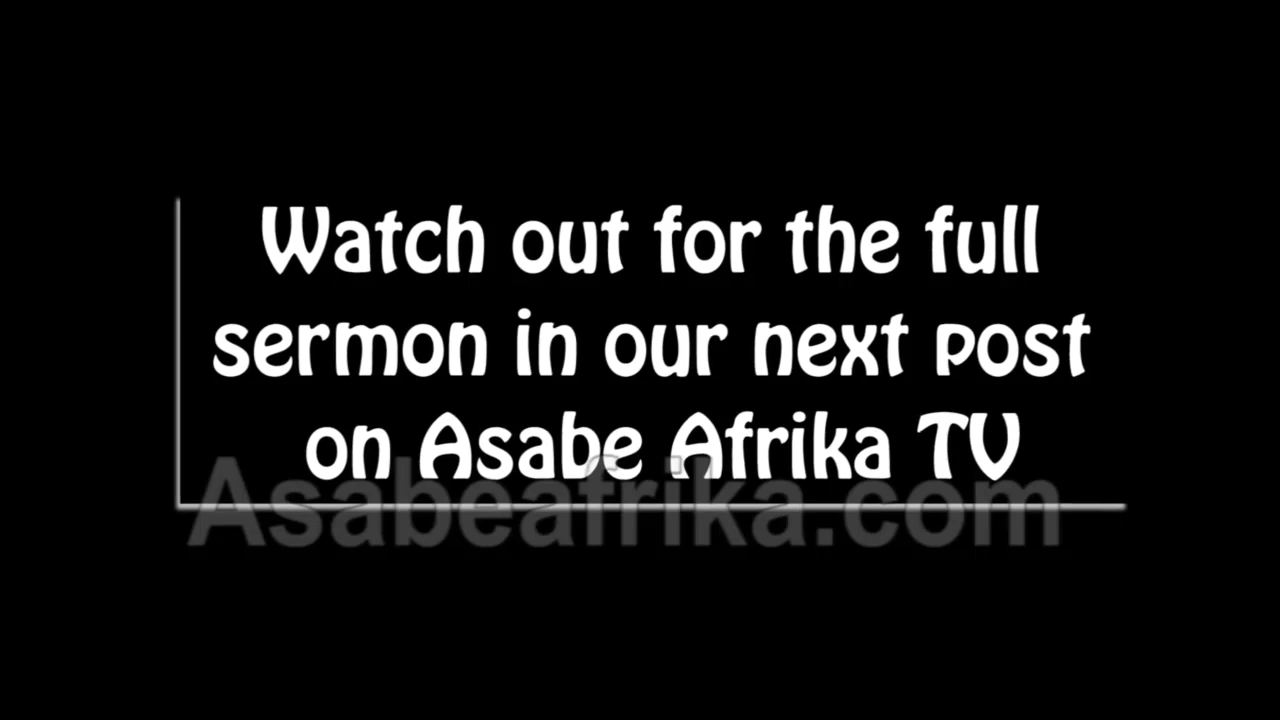 Watch out for the full
sermon in our next post
on Asabe Afrika TV
Asabeafrika.com